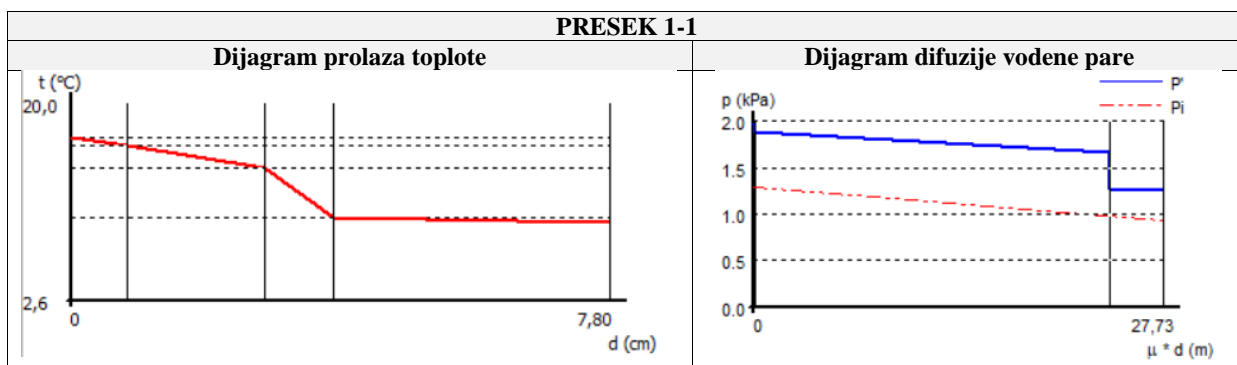 PRESEK 1-1
Dijagram prolaza toplote
Dijagram difuzije vodene pare
t (°C)
20,0
2,6
0
7,80
d (cm)
P'
Pi
p (kPa)
2.0
1.5
1.0
0.5
0.0
0
27,73
μ * d (m)